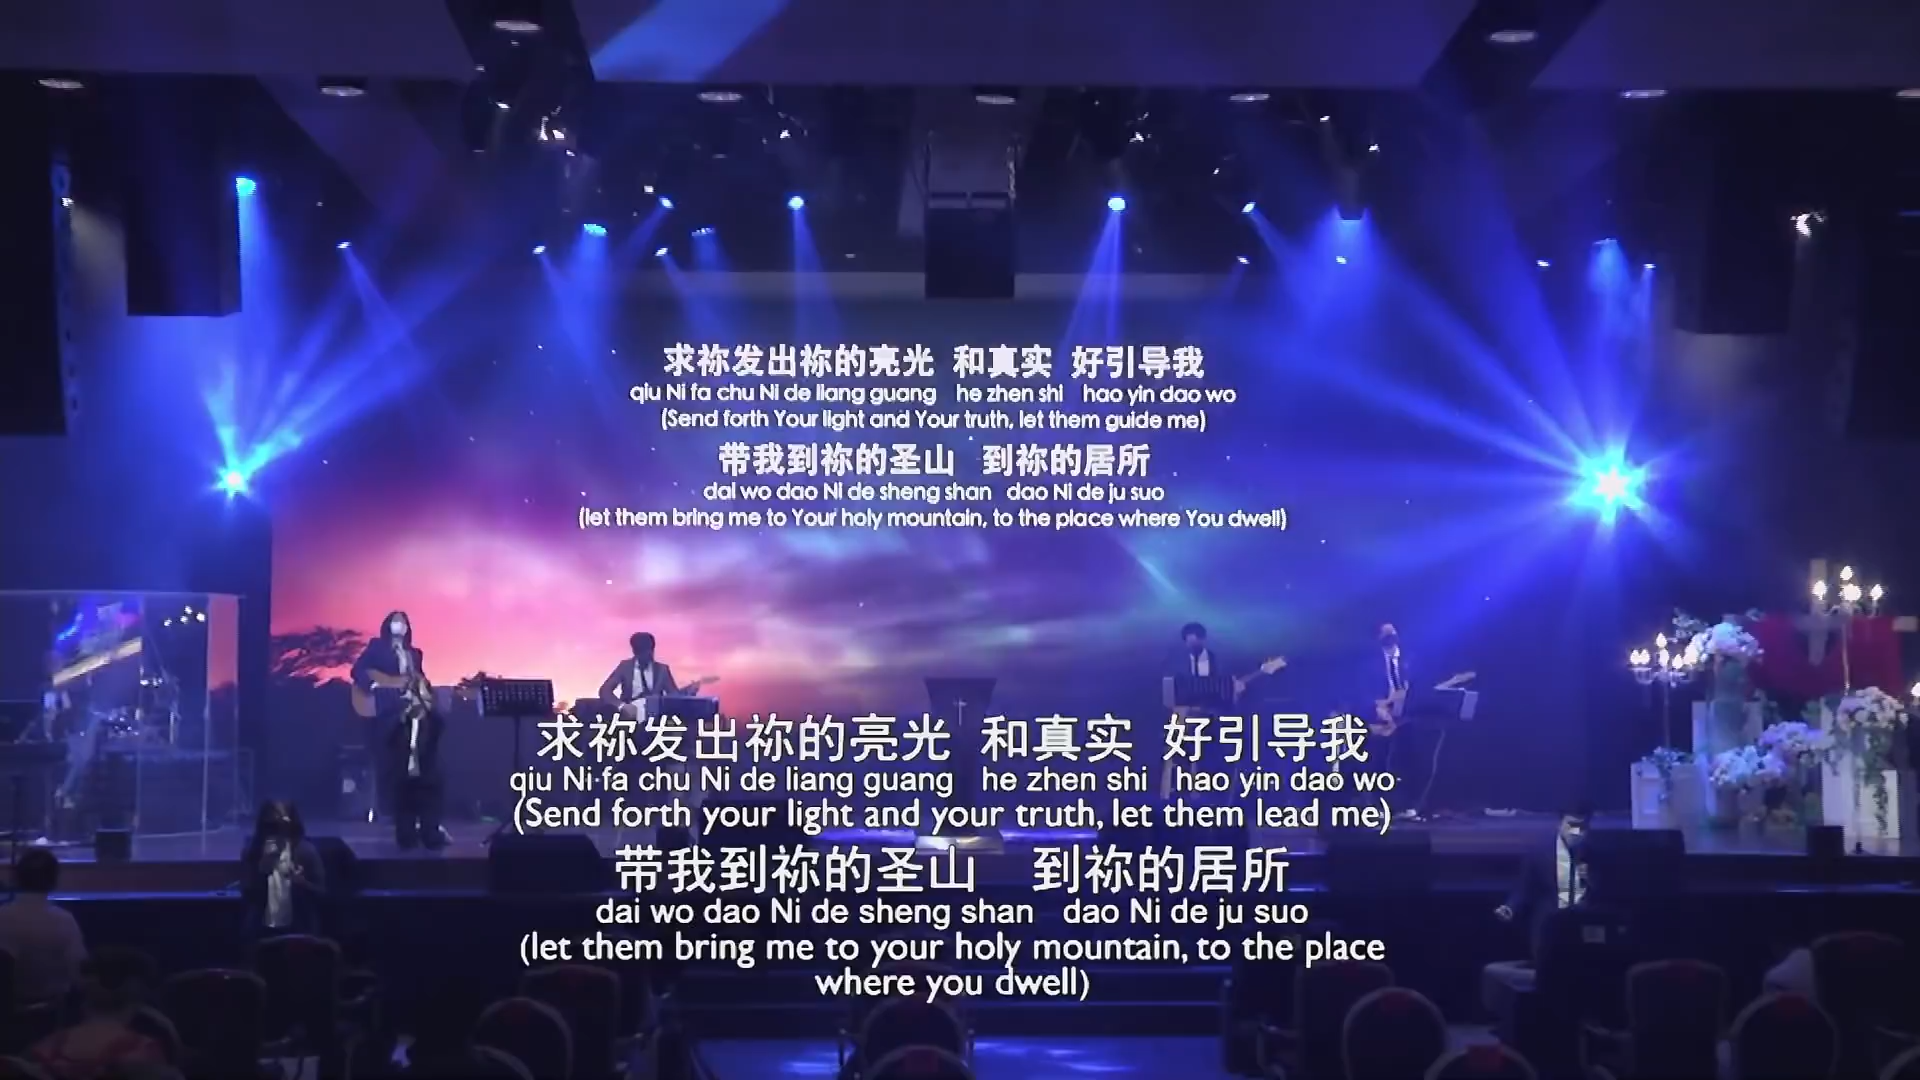 求祢发出祢的亮光 和真实 好引导我
qiu Ni fa chu Ni de liang guang he zhen shi hao yin dao wo
(Send forth Your light and Your truth, let them guide me)
带我到祢的圣山 到祢的居所
dai wo dao Ni de sheng shan dao Ni de ju suo
(let them bring me to Your holy mountain, to the place where You dwell)
求祢发出祢的亮光 和真实 好引导我
qiu Ni fa chu Ni de liang guang he zhen shi hao yin dao wo
(Send forth your light and your truth, let them lead me)
带我到祢的圣山 到祢的居所
dai wo dao Ni de sheng shan dao Ni de ju suo
(let them bring me to your holy mountain, to the place
where you dwell)